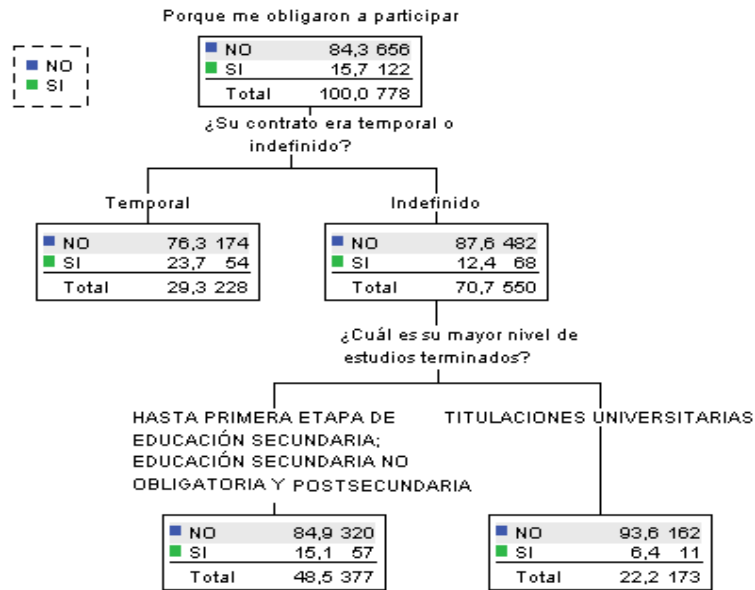 Porque me obligaron a participar
NO
SI
NO 84,3 656
SI 15,7 122
Total 100,0 778
¿Su contrato era temporal o
indefinido?
Temporal
NO 76,3 174
SI 23,7 54
Total 29,3 228
Indefinido
NO 87,6 482
SI 12,4 68
Total 70,7 550
¿Cuál es su mayor nivel de
estudios terminados?
HASTA PRIMERA ETAPA DE
EDUCACIÓN SECUNDARIA;
EDUCACIÓN SECUNDARIA NO
OBLIGATORIA Y POSTSECUNDARIA
NO 84,9 320
SI 15,1 57
Total 48,5 377
TITULACIONES UNIVERSITARIAS
NO 93,6 162
SI 6,4 11
Total 22,2 173